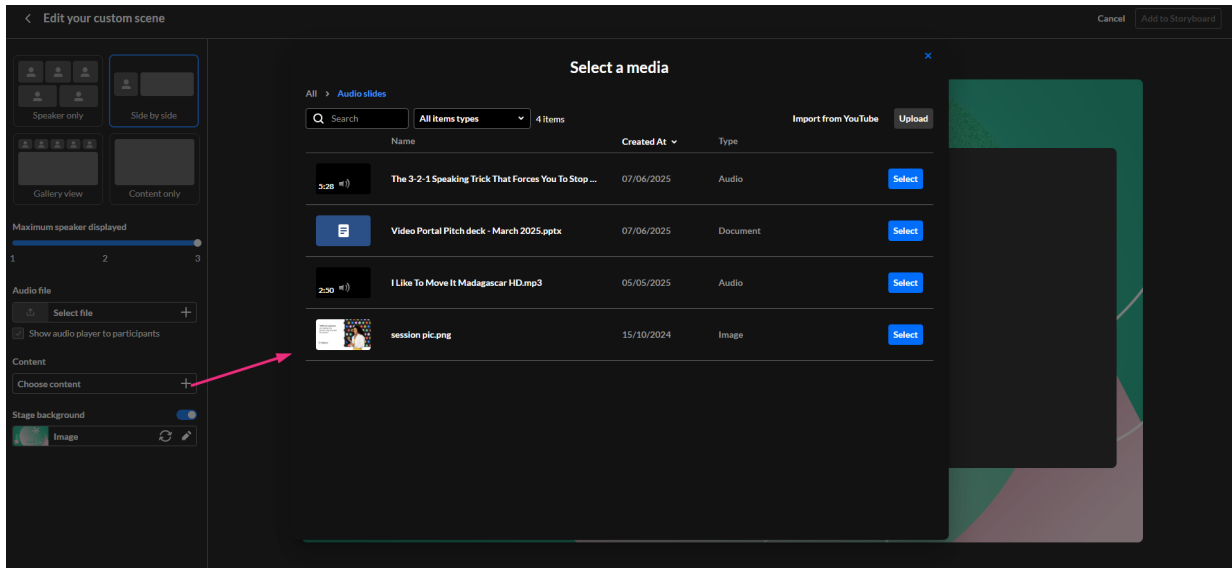 Edit your custom scene
Cancel
Add to Storyboard
Speaker only
Side by side
Gallery view
Content only
Maximum speaker displayed
1 2 3
Audio file
Select file
Show audio player to participants
Content
Choose content
Stage background
Image
Select a media
All > Audio slides
Search
All items types
4 items
Import from YouTube
Upload
Name Created At Type
3:28 The 3-2-1 Speaking Trick That Forces You To Stop ... 07/06/2025 Audio Select
Video Portal Pitch deck - March 2025.pptx 07/06/2025 Document Select
2:50 I Like To Move It Madagascar HD.mp3 05/05/2025 Audio Select
session pic.png 15/10/2024 Image Select